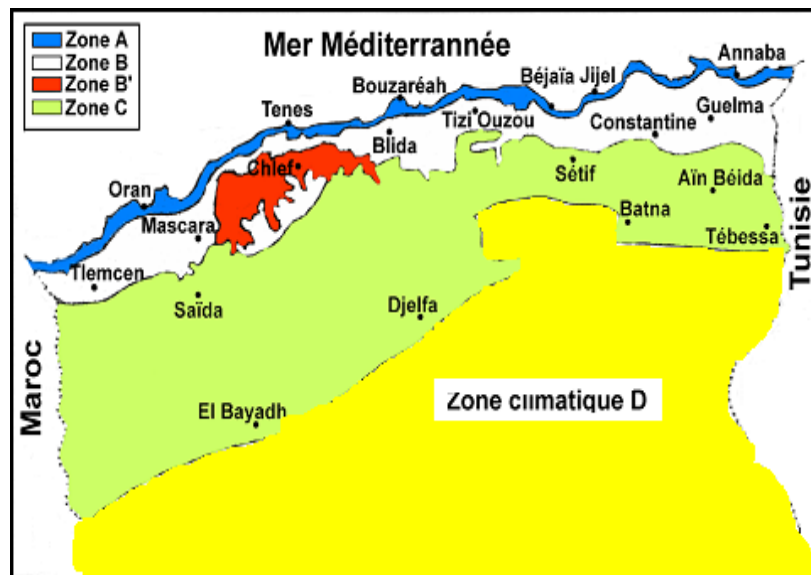 Zone A
Zone B
Zone B'
Zone C
Mer Méditerrannée
Annaba
Béjaïa Jijel
Bouzaréah
Tenes
Guelma
Tizi Ouzou
Constantine
Blida
Chlef
Sétif
Aïn Béida
Oran
Batna
Mascara
Tébessa
Tunisie
Tlemcen
Saïda
Djelfa
Maroc
El Bayadh
Zone climatique D